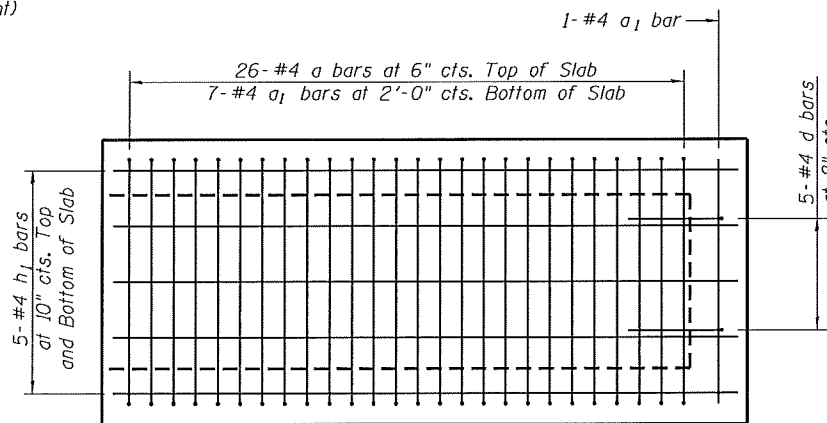 1-#4 a1 bar
26-#4 a bars at 6" cts. Top of Slab
7-#4 a1 bars at 2'-0" cts. Bottom of Slab
5-#4 h1 bars
at 10" cts. Top
and Bottom of Slab
5-#4 d bars